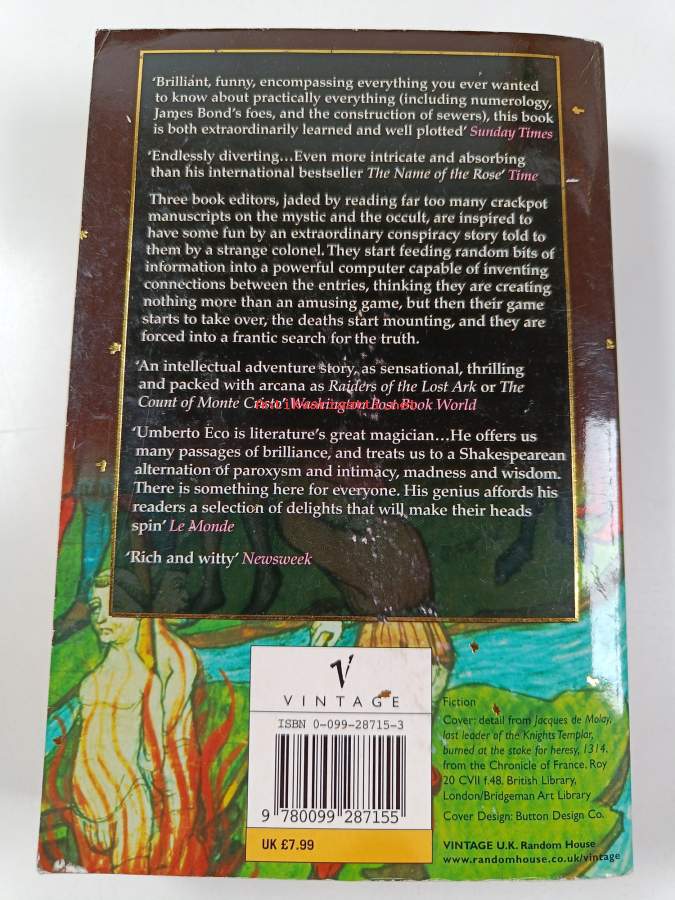 ‘Brilliant, funny, encompassing everything you ever wanted
to know about practically everything (including numerology,
James Bond's foes, and the construction of sewers), this book
is both extraordinarily learned and well plotted’ Sunday Times
‘Endlessly diverting...Even more intricate and absorbing
than his international bestseller The Name of the Rose’ Time
Three book editors, jaded by reading far too many crackpot
manuscripts on the mystic and the occult, are inspired to
have some fun by an extraordinary conspiracy story told to
them by a strange colonel. They start feeding random bits of
information into a powerful computer capable of inventing
connections between the entries, thinking they are creating
nothing more than an amusing game, but then their game
starts to take over, the deaths start mounting, and they are
forced into a frantic search for the truth.
‘An intellectual adventure story, as sensational, thrilling
and packed with arcana as Raiders of the Lost Ark or The
Count of Monte Cristo’ Washington Post Book World
‘Umberto Eco is literature's great magician...He offers us
many passages of brilliance, and treats us to a Shakespearean
alternation of paroxysm and intimacy, madness and wisdom.
There is something here for everyone. His genius affords his
readers a selection of delights that will make their heads
spin’ Le Monde
‘Rich and witty’ Newsweek
V
VINTAGE
ISBN 0-099-28715-3
9 780099 287155
UK £7.99
Fiction
Cover: detail from Jacques de Molay,
last leader of the Knights Templar,
burned at the stake for heresy, 1314,
from the Chronicle of France. Roy
20 CVII f.48. British Library,
London/Bridgeman Art Library
Cover Design: Button Design Co.
VINTAGE U.K. Random House
www.randomhouse.co.uk/vintage